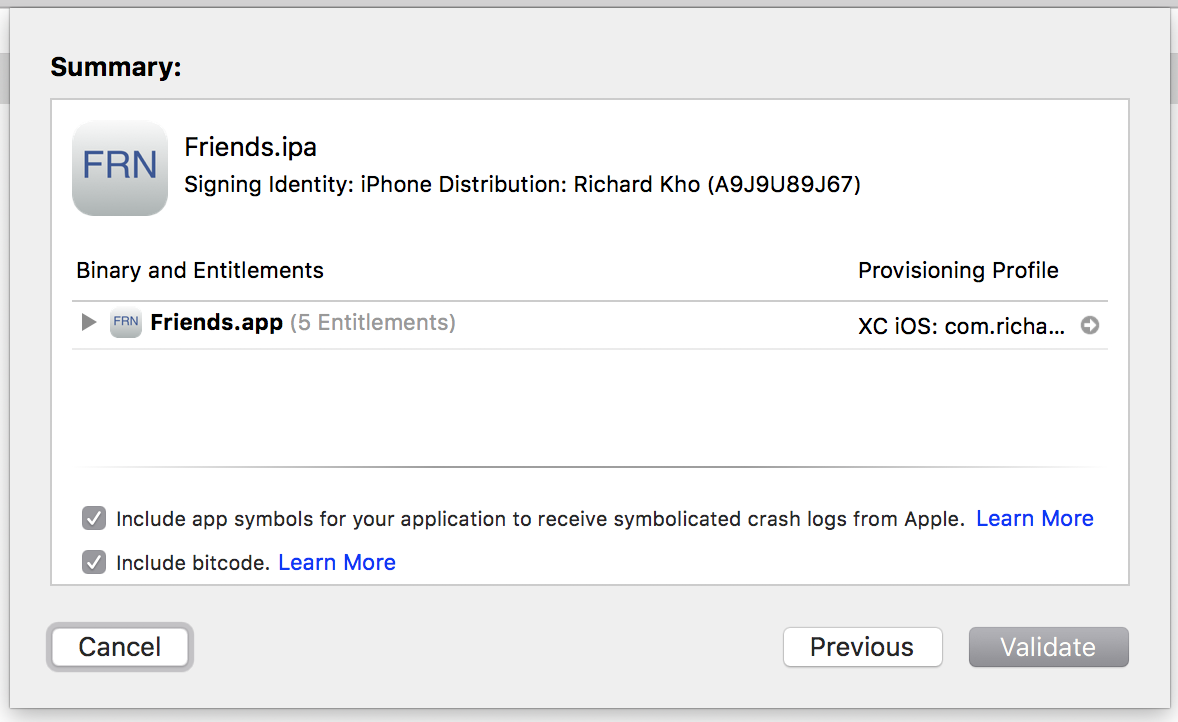 Summary:
FRN
Friends.ipa
Signing Identity: iPhone Distribution: Richard Kho (A9J9U89J67)
Binary and Entitlements
Provisioning Profile
FRN
Friends.app (5 Entitlements)
XC iOS: com.richa...
Include app symbols for your application to receive symbolicated crash logs from Apple. Learn More
Include bitcode. Learn More
Cancel
Previous
Validate